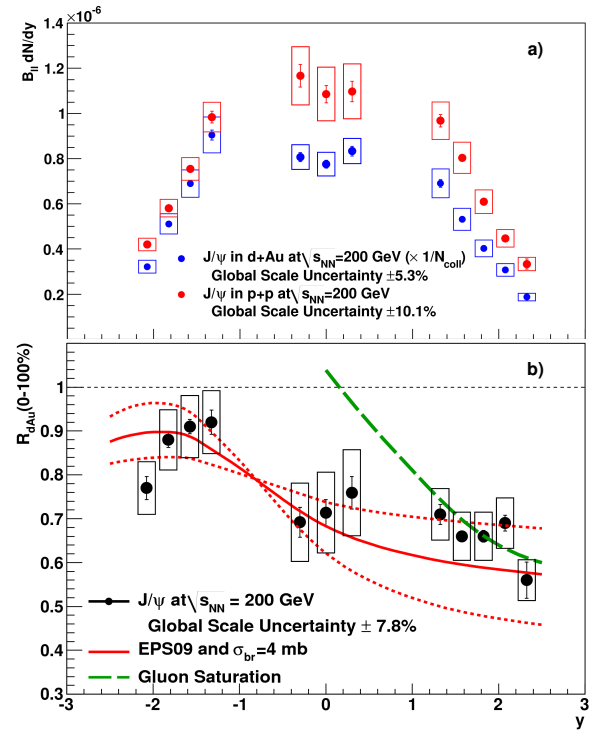 ×10⁻⁶
B_ll dN/dy
1.4
1.2
1
0.8
0.6
0.4
0.2
a)
J/ψ in d+Au at √s_NN=200 GeV (× 1/N_coll)
Global Scale Uncertainty ±5.3%
J/ψ in p+p at √s_NN=200 GeV
Global Scale Uncertainty ±10.1%
R_dAu(0-100%)
b)
1
0.9
0.8
0.7
0.6
0.5
0.4
0.3
J/ψ at √s_NN = 200 GeV
Global Scale Uncertainty ± 7.8%
EPS09 and σ_br=4 mb
Gluon Saturation
-3 -2 -1 0 1 2 3
y